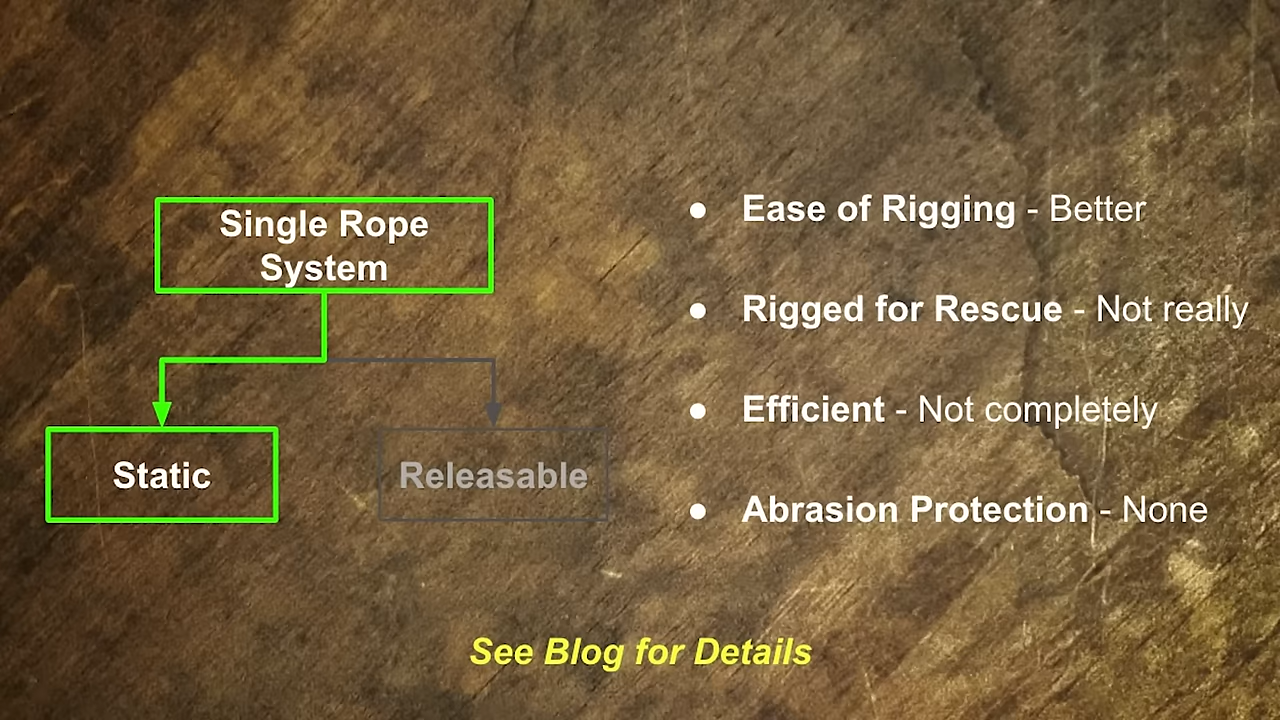 Single Rope
System
Static
Releasable
● Ease of Rigging - Better
● Rigged for Rescue - Not really
● Efficient - Not completely
● Abrasion Protection - None
See Blog for Details